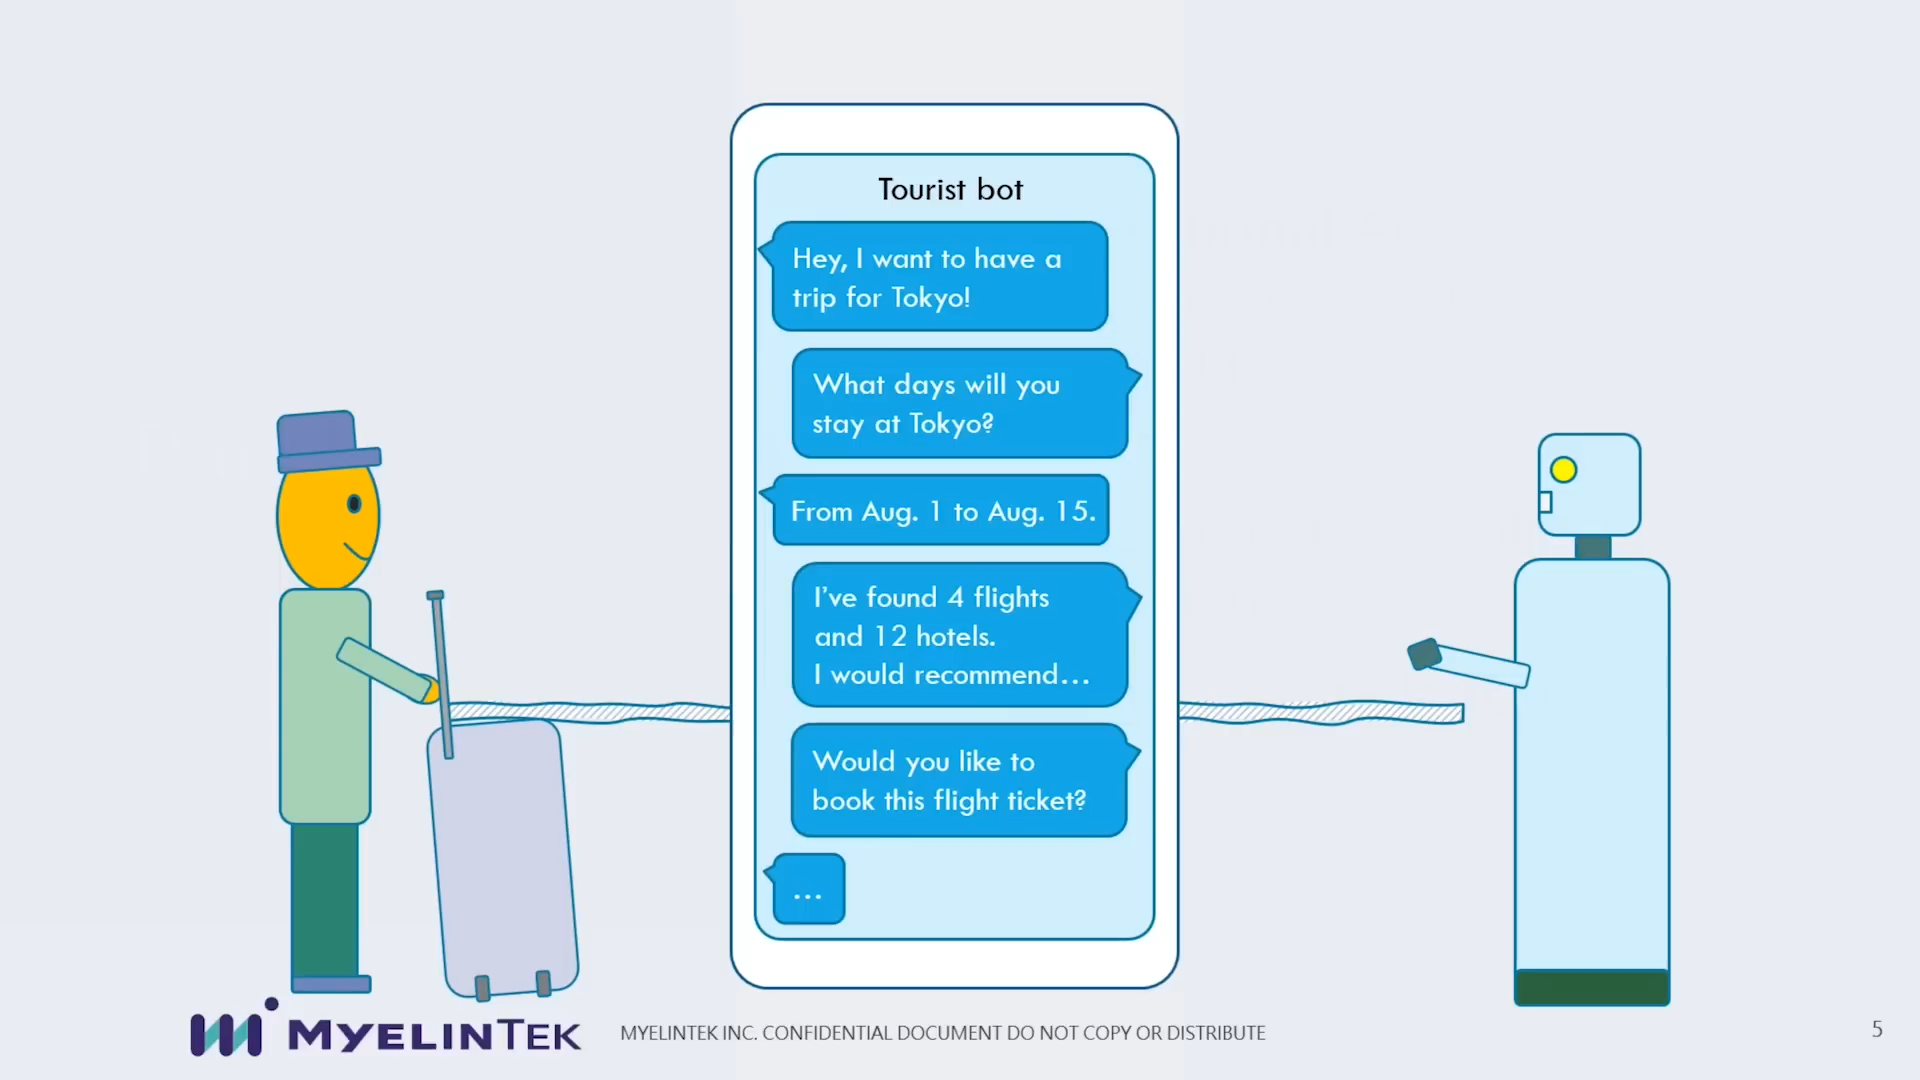 Tourist bot
Hey, I want to have a
trip for Tokyo!
What days will you
stay at Tokyo?
From Aug. 1 to Aug. 15.
I've found 4 flights
and 12 hotels.
I would recommend...
Would you like to
book this flight ticket?
...
MYELINTEK
MYELINTEK INC. CONFIDENTIAL DOCUMENT DO NOT COPY OR DISTRIBUTE
5